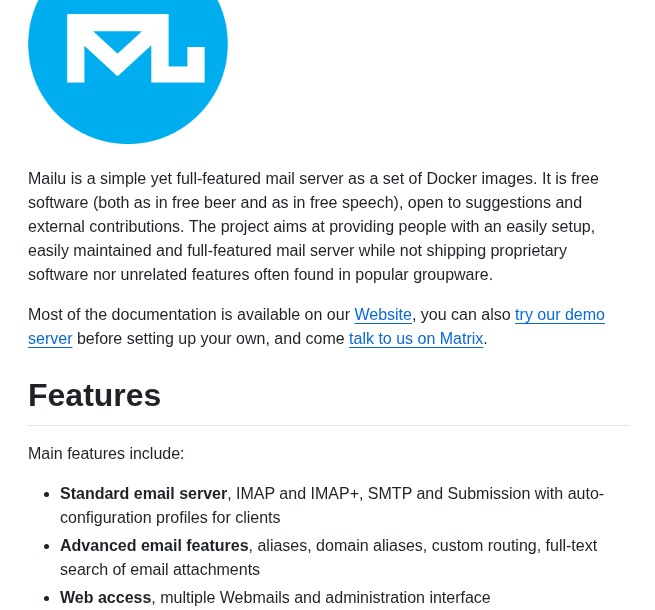 Mailu is a simple yet full-featured mail server as a set of Docker images. It is free
software (both as in free beer and as in free speech), open to suggestions and
external contributions. The project aims at providing people with an easily setup,
easily maintained and full-featured mail server while not shipping proprietary
software nor unrelated features often found in popular groupware.
Most of the documentation is available on our Website, you can also try our demo
server before setting up your own, and come talk to us on Matrix.
Features
Main features include:
• Standard email server, IMAP and IMAP+, SMTP and Submission with auto-
configuration profiles for clients
• Advanced email features, aliases, domain aliases, custom routing, full-text
search of email attachments
• Web access, multiple Webmails and administration interface